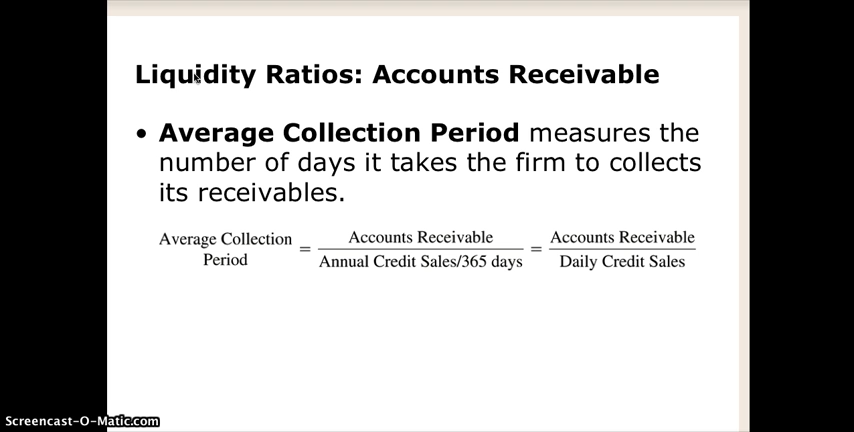 Liquidity Ratios: Accounts Receivable
• Average Collection Period measures the
number of days it takes the firm to collects
its receivables.
Average Collection Period = Accounts Receivable / Annual Credit Sales/365 days = Accounts Receivable / Daily Credit Sales
Screencast-O-Matic.com